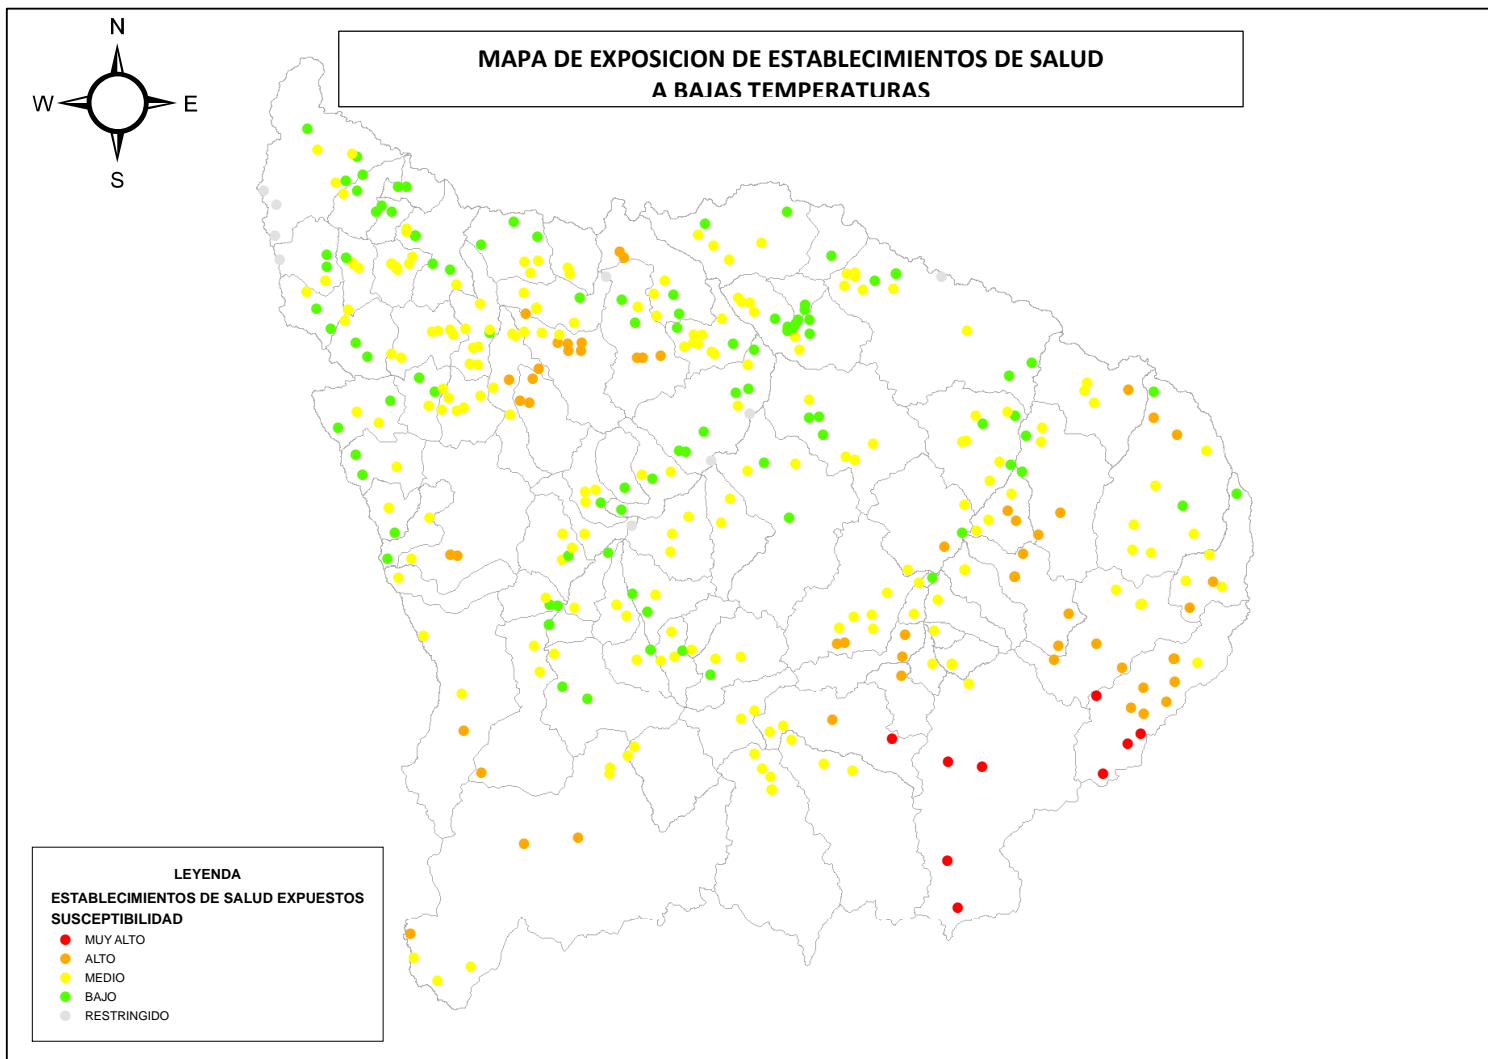 N
W
E
S
MAPA DE EXPOSICION DE ESTABLECIMIENTOS DE SALUD
A BAJAS TEMPERATURAS
LEYENDA
ESTABLECIMIENTOS DE SALUD EXPUESTOS
SUSCEPTIBILIDAD
MUY ALTO
ALTO
MEDIO
BAJO
RESTRINGIDO